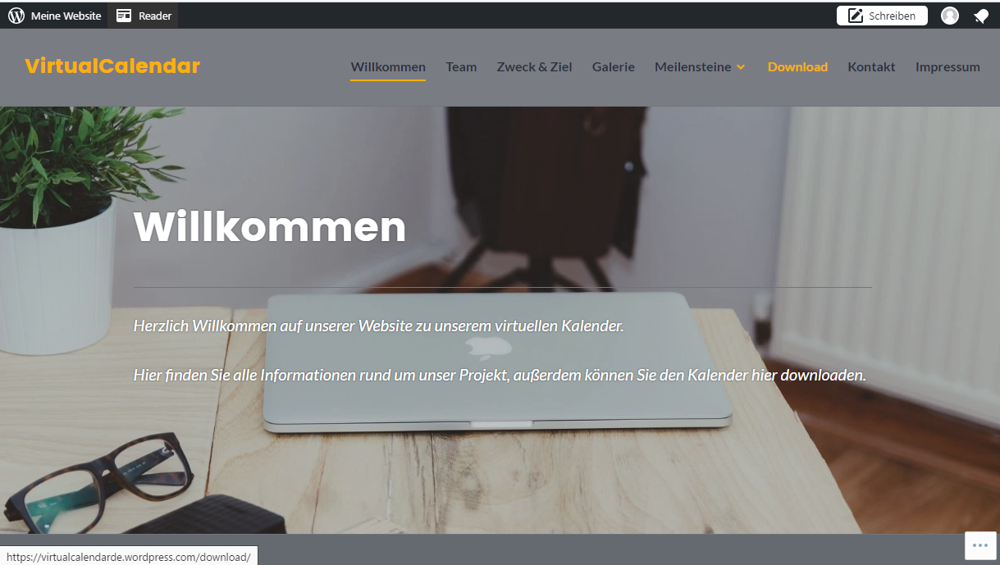 Meine Website Reader Schreiben
VirtualCalendar
Willkommen Team Zweck & Ziel Galerie Meilensteine Download Kontakt Impressum
Willkommen
Herzlich Willkommen auf unserer Website zu unserem virtuellen Kalender.
Hier finden Sie alle Informationen rund um unser Projekt, außerdem können Sie den Kalender hier downloaden.
https://virtualcalendarde.wordpress.com/download/